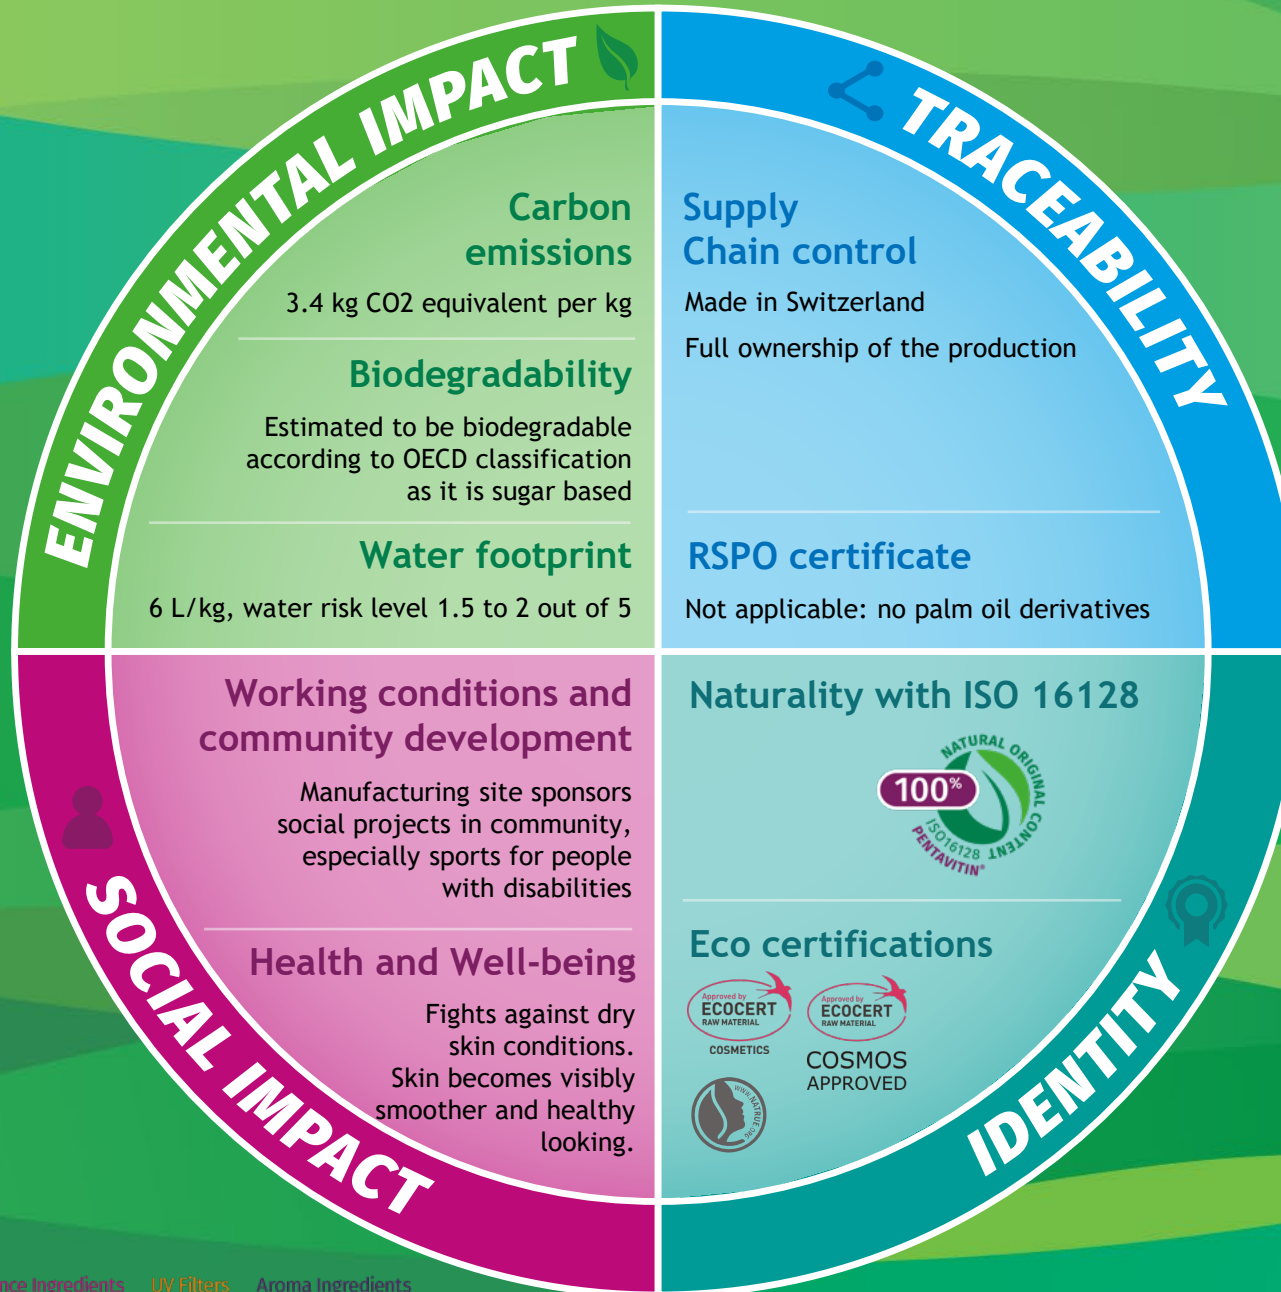 ENVIRONMENTAL IMPACT
Carbon
emissions
3.4 kg CO2 equivalent per kg
Biodegradability
Estimated to be biodegradable
according to OECD classification
as it is sugar based
Water footprint
6 L/kg, water risk level 1.5 to 2 out of 5
TRACEABILITY
Supply
Chain control
Made in Switzerland
Full ownership of the production
RSPO certificate
Not applicable: no palm oil derivatives
SOCIAL IMPACT
Working conditions and
community development
Manufacturing site sponsors
social projects in community,
especially sports for people
with disabilities
Health and Well-being
Fights against dry
skin conditions.
Skin becomes visibly
smoother and healthy
looking.
IDENTITY
Naturality with ISO 16128
NATURAL ORIGINAL CONTENT
100%
ISO16128
PENTAVITIN®
Eco certifications
Approved by
ECOCERT
RAW MATERIAL
COSMETICS
Approved by
ECOCERT
RAW MATERIAL
COSMOS
APPROVED
WWW.NATRUE.ORG
Ingredients UV Filters Aroma Ingredients